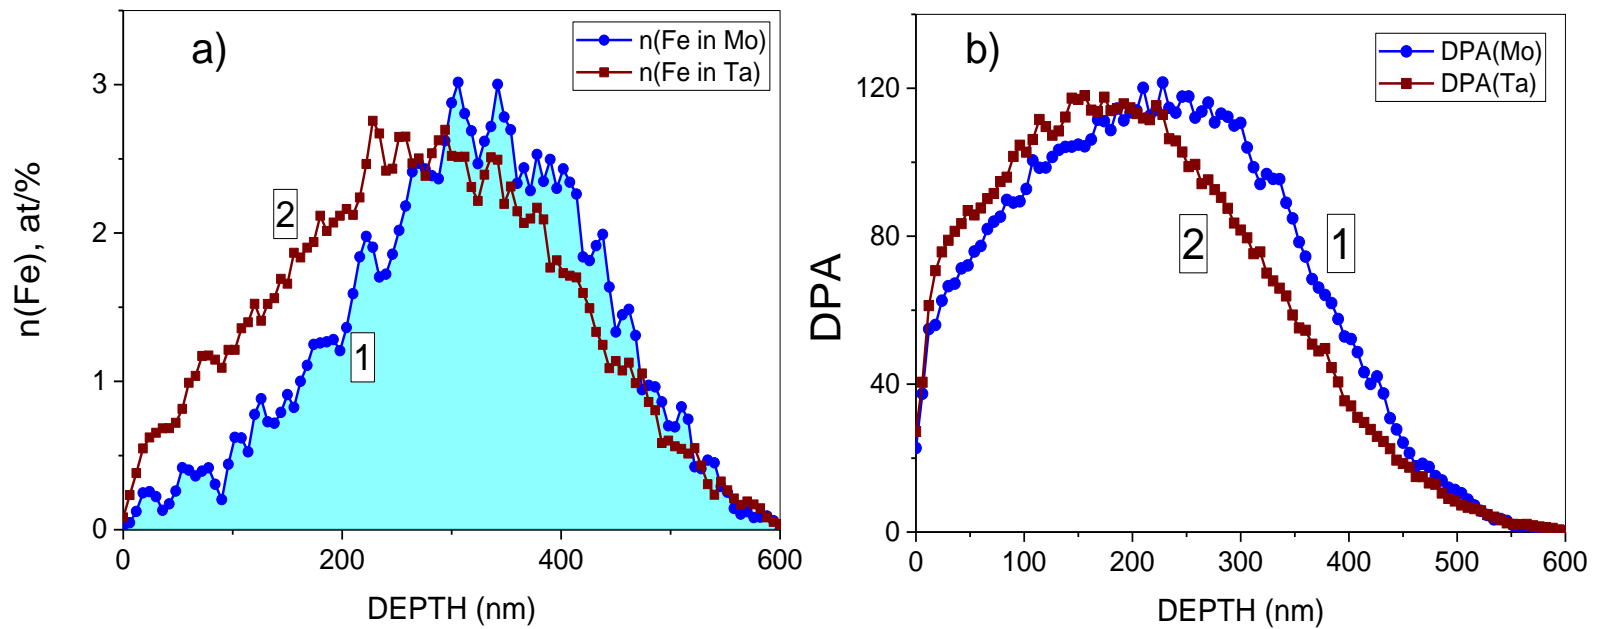 a)
n(Fe in Mo)
n(Fe in Ta)
3
2
1
0
2
1
n(Fe), at/%
0
200
400
600
DEPTH (nm)
b)
DPA(Mo)
DPA(Ta)
120
80
40
0
2
1
DPA
0
100
200
300
400
500
600
DEPTH (nm)